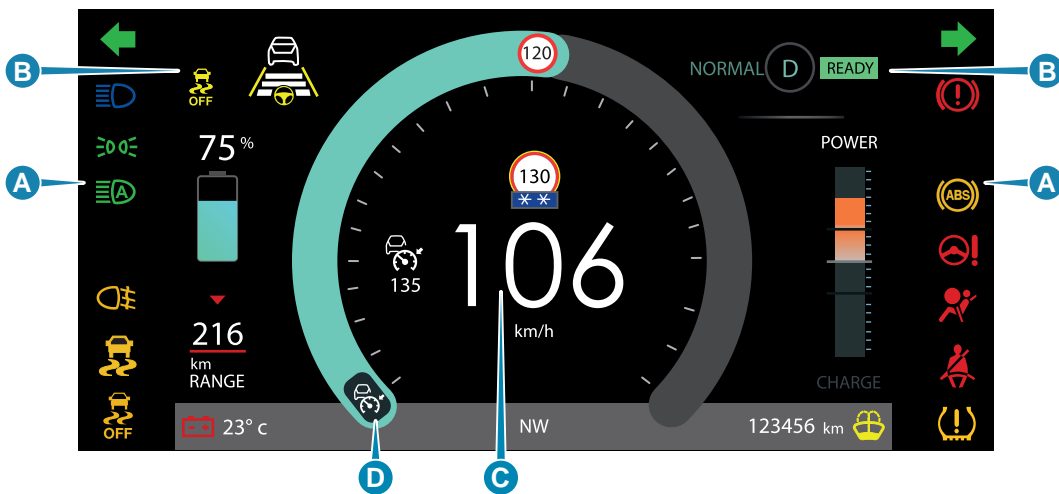 120
B
OFF
NORMAL D READY
B
75 %
POWER
130
A
A
ABS
A
106
135
km/h
216
km
RANGE
CHARGE
OFF
23° c
NW
123456 km
D
C